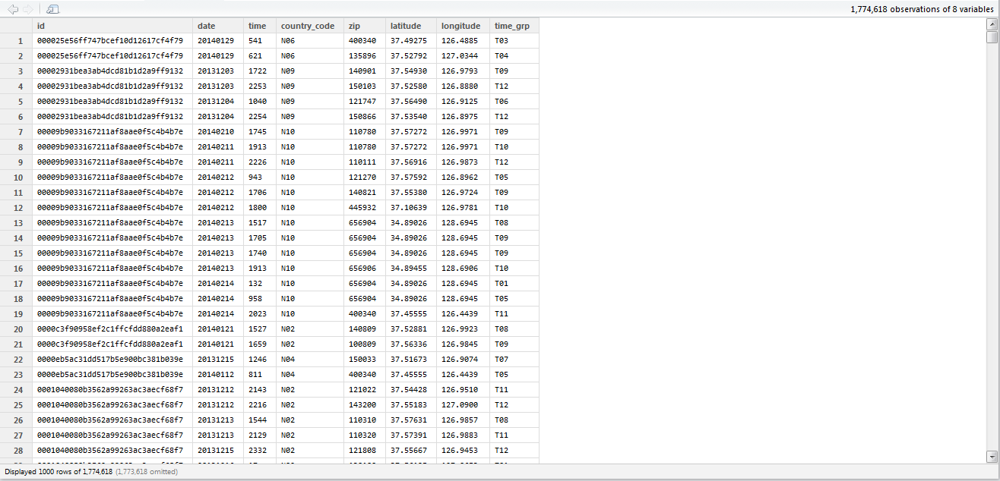 1,774,618 observations of 8 variables
id date time country_code zip latitude longitude time_grp
1 000025e56ff747bcef10d12617cf4f79 20140129 541 N06 400340 37.49275 126.4885 T03
2 000025e56ff747bcef10d12617cf4f79 20140129 621 N06 135896 37.52792 127.0344 T04
3 00002931bea3ab4dcd81b1d2a9ff9132 20131203 1722 N09 140901 37.54930 126.9793 T09
4 00002931bea3ab4dcd81b1d2a9ff9132 20131203 2253 N09 150103 37.52580 126.8880 T12
5 00002931bea3ab4dcd81b1d2a9ff9132 20131204 1040 N09 121747 37.56490 126.9125 T06
6 00002931bea3ab4dcd81b1d2a9ff9132 20131204 2254 N09 150866 37.53540 126.8975 T12
7 00009b9033167211af8aae0f5c4b4b7e 20140210 1745 N10 110780 37.57272 126.9971 T09
8 00009b9033167211af8aae0f5c4b4b7e 20140211 1913 N10 110780 37.57272 126.9971 T10
9 00009b9033167211af8aae0f5c4b4b7e 20140211 2226 N10 110111 37.56916 126.9873 T12
10 00009b9033167211af8aae0f5c4b4b7e 20140212 943 N10 121270 37.57592 126.8962 T05
11 00009b9033167211af8aae0f5c4b4b7e 20140212 1706 N10 140821 37.55380 126.9724 T09
12 00009b9033167211af8aae0f5c4b4b7e 20140212 1800 N10 445932 37.10639 126.9781 T10
13 00009b9033167211af8aae0f5c4b4b7e 20140213 1517 N10 656904 34.89026 128.6945 T08
14 00009b9033167211af8aae0f5c4b4b7e 20140213 1705 N10 656904 34.89026 128.6945 T09
15 00009b9033167211af8aae0f5c4b4b7e 20140213 1740 N10 656904 34.89026 128.6945 T09
16 00009b9033167211af8aae0f5c4b4b7e 20140213 1913 N10 656906 34.89455 128.6906 T10
17 00009b9033167211af8aae0f5c4b4b7e 20140214 132 N10 656904 34.89026 128.6945 T01
18 00009b9033167211af8aae0f5c4b4b7e 20140214 958 N10 656904 34.89026 128.6945 T05
19 00009b9033167211af8aae0f5c4b4b7e 20140214 2023 N10 400340 37.45555 126.4439 T11
20 0000c3f90958ef2c1ffcfdd880a2eaf1 20140121 1527 N02 140809 37.52881 126.9923 T08
21 0000c3f90958ef2c1ffcfdd880a2eaf1 20140121 1659 N02 100809 37.56336 126.9845 T09
22 0000eb5ac31dd517b5e900bc381b039e 20131215 1246 N04 150033 37.51673 126.9074 T07
23 0000eb5ac31dd517b5e900bc381b039e 20140112 811 N04 400340 37.45555 126.4439 T05
24 0001040080b3562a99263ac3aecf68f7 20131212 2143 N02 121022 37.54428 126.9510 T11
25 0001040080b3562a99263ac3aecf68f7 20131212 2216 N02 143200 37.55183 127.0900 T12
26 0001040080b3562a99263ac3aecf68f7 20131213 1544 N02 110310 37.57631 126.9857 T08
27 0001040080b3562a99263ac3aecf68f7 20131213 2129 N02 110320 37.57391 126.9883 T11
28 0001040080b3562a99263ac3aecf68f7 20131215 2332 N02 121808 37.55667 126.9453 T12
Displayed 1000 rows of 1,774,618 (1,773,618 omitted)